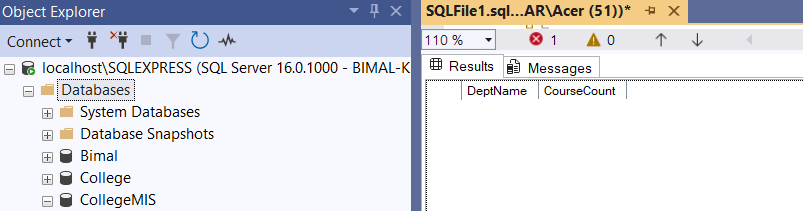 Object Explorer
Connect
localhost\SQLEXPRESS (SQL Server 16.0.1000 - BIMAL-K
Databases
System Databases
Database Snapshots
Bimal
College
CollegeMIS
SQLFile1.sql...AR\Acer (51))*
110 %
1
0
Results
Messages
DeptName CourseCount